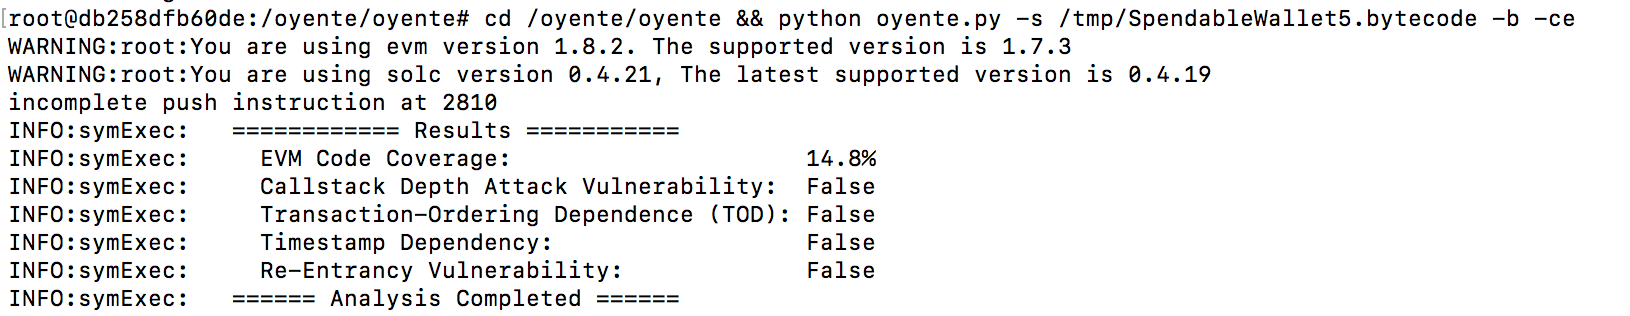 [root@db258dfb60de:/oyente/oyente# cd /oyente/oyente && python oyente.py -s /tmp/SpendableWallet5.bytecode -b -ce
WARNING:root:You are using evm version 1.8.2. The supported version is 1.7.3
WARNING:root:You are using solc version 0.4.21, The latest supported version is 0.4.19
incomplete push instruction at 2810
INFO:symExec:   ============ Results ===========
INFO:symExec:     EVM Code Coverage:                     14.8%
INFO:symExec:     Callstack Depth Attack Vulnerability:  False
INFO:symExec:     Transaction-Ordering Dependence (TOD): False
INFO:symExec:     Timestamp Dependency:                  False
INFO:symExec:     Re-Entrancy Vulnerability:             False
INFO:symExec:   ====== Analysis Completed ======